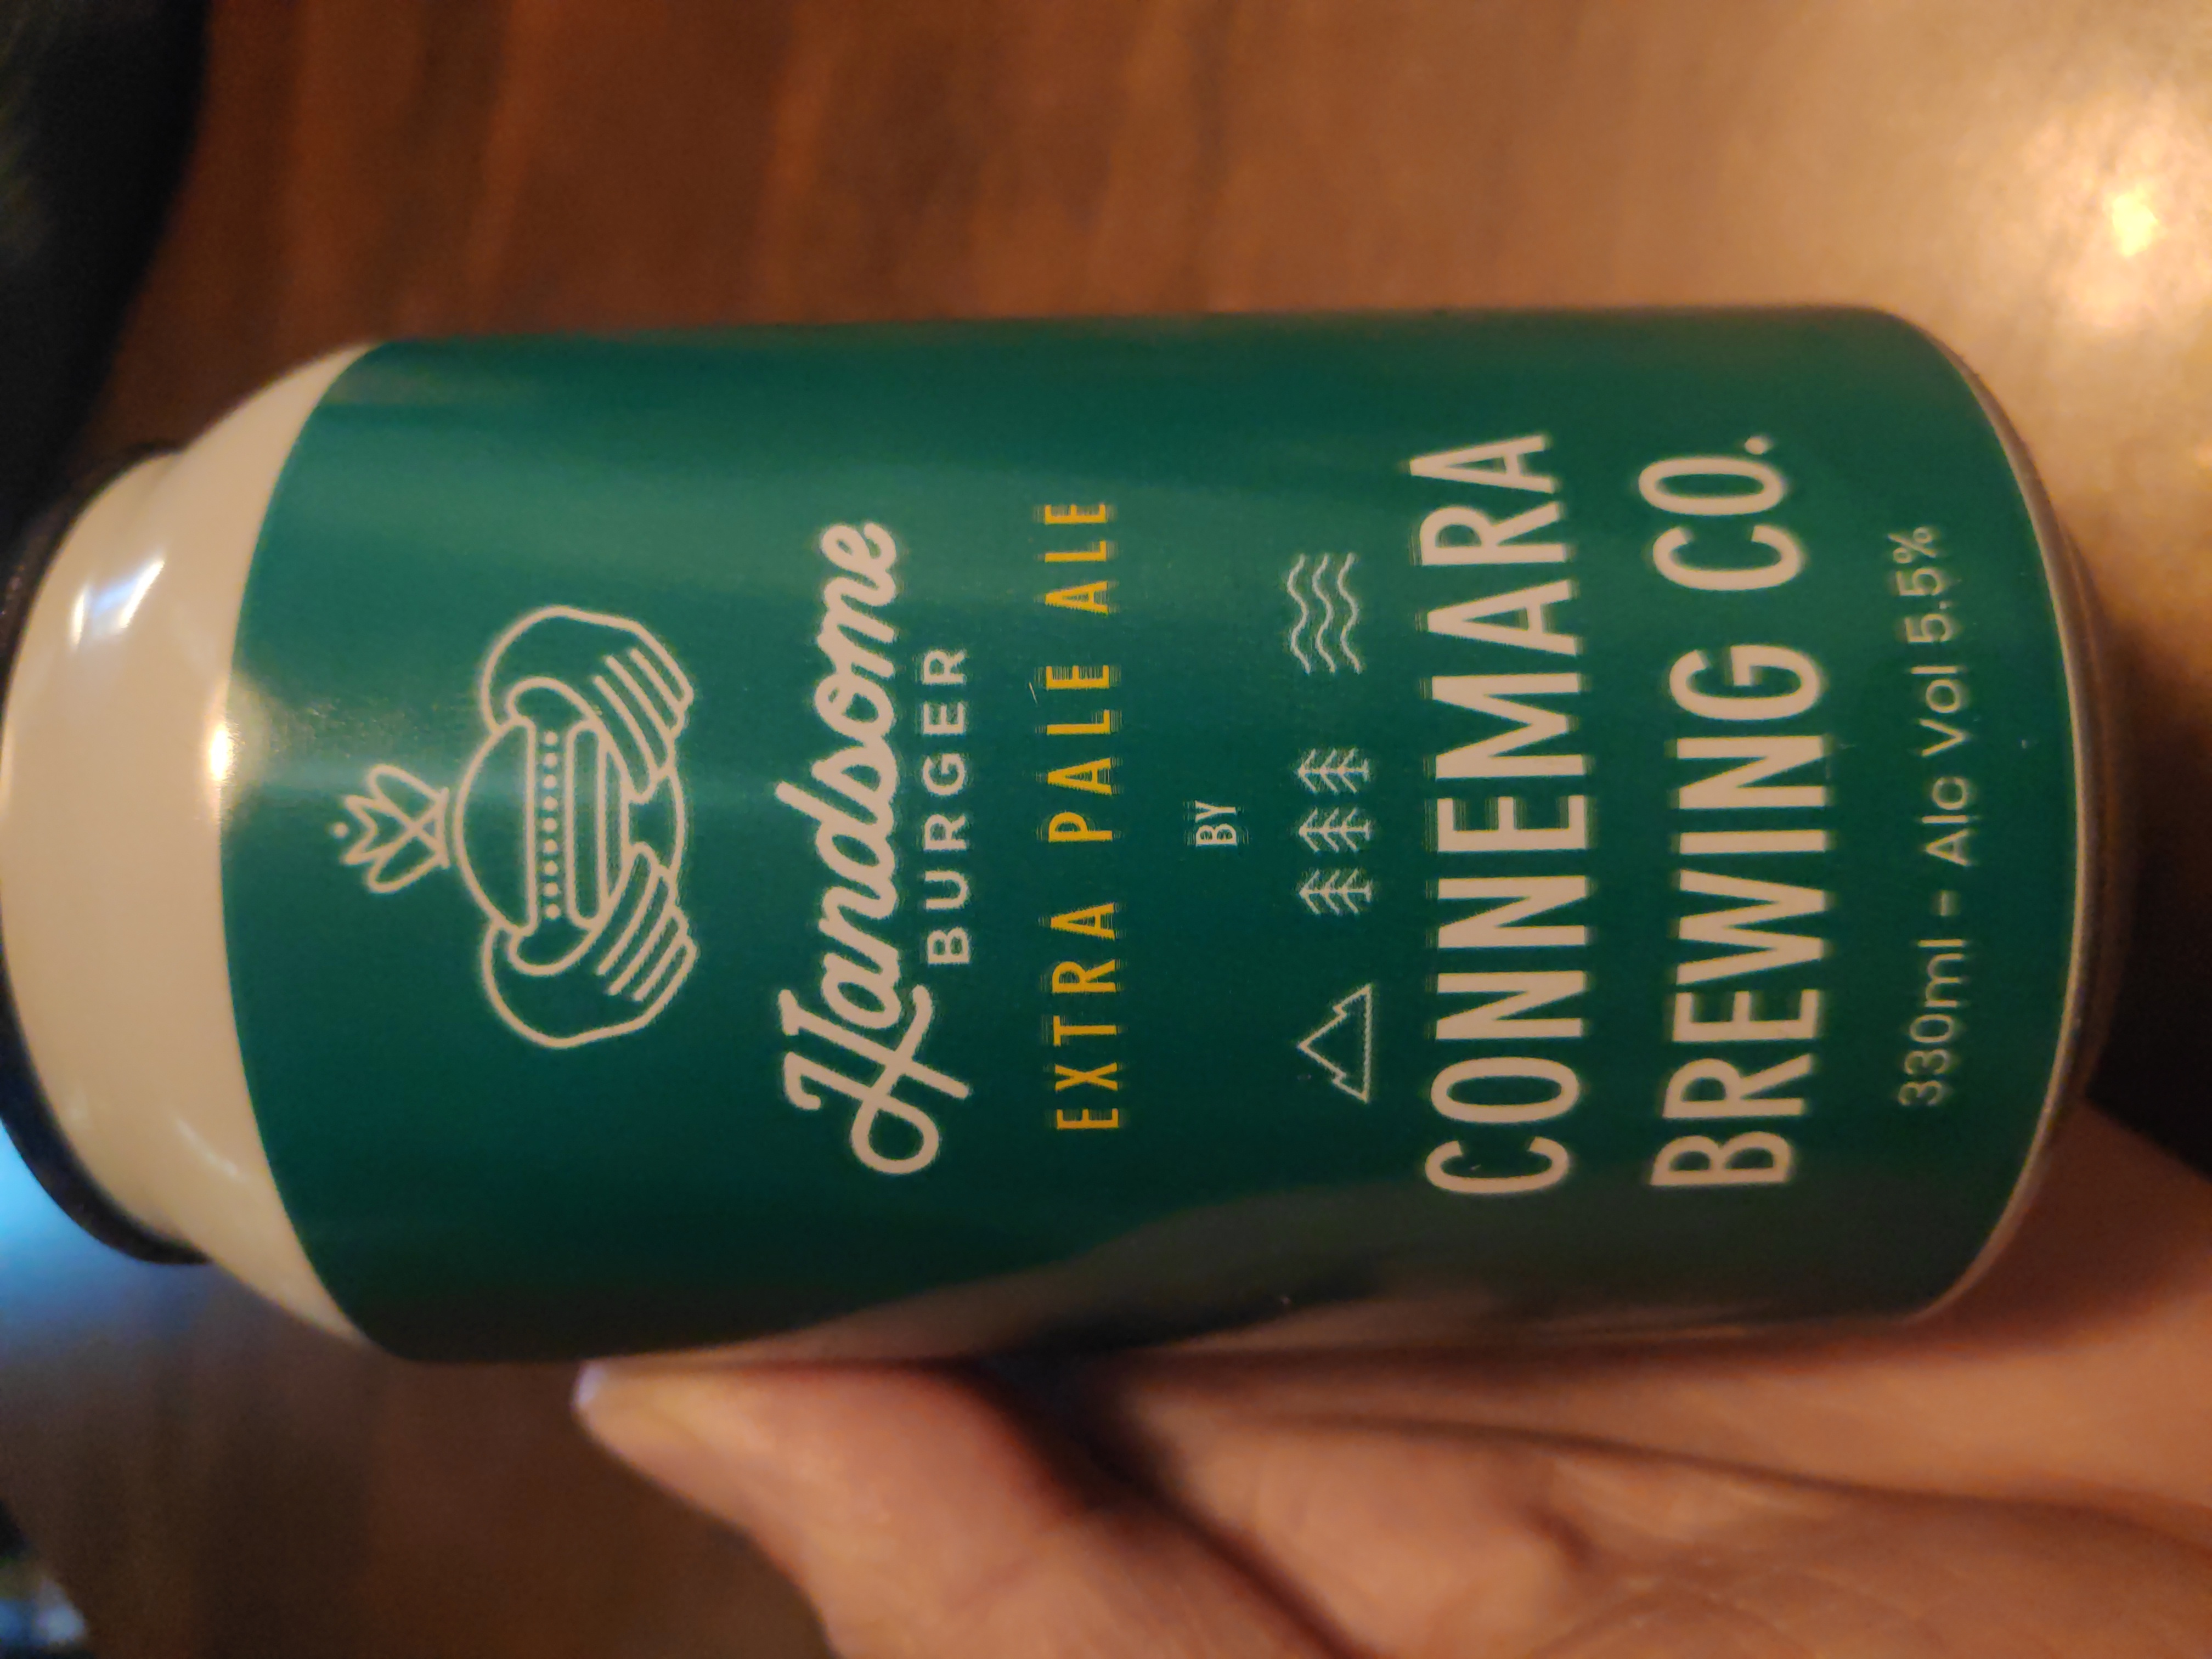 Handsome
BURGER
EXTRA PALE ALE
BY
CONNEMARA
BREWING CO.
330ml - Alc Vol 5.5%